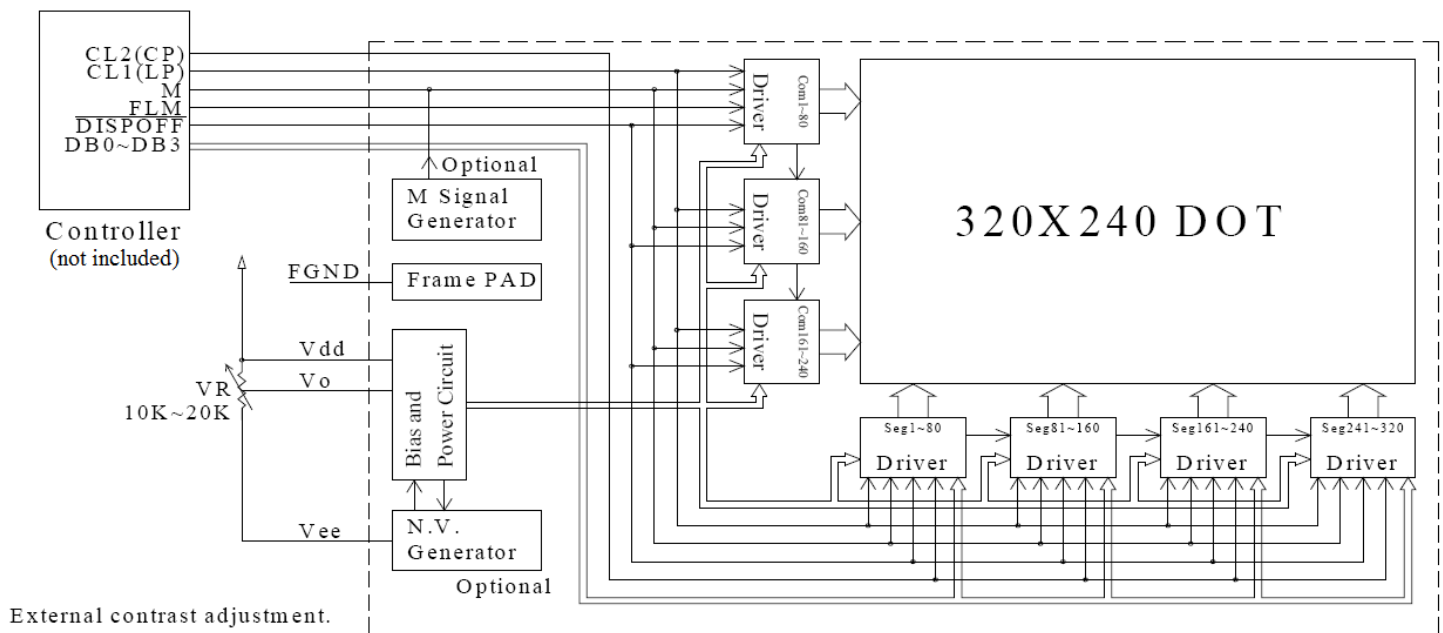 CL2(CP)
CL1(LP)
M
FLM
DISPOFF
DB0~DB3
Controller
(not included)
Optional
M Signal
Generator
FGND
Frame PAD
Vdd
Vo
VR
10K~20K
Bias and
Power Circuit
Vee
N.V.
Generator
Optional
External contrast adjustment.
Driver
Com1~80
Driver
Com81~160
Driver
Com161~240
320X240 DOT
Seg1~80
Driver
Seg81~160
Driver
Seg161~240
Driver
Seg241~320
Driver